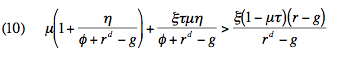 (10) μ(1 + η/(ϕ + r^d − g)) + ξτμη/(ϕ + r^d − g) > ξ(1 − μτ)(r − g)/(r^d − g)